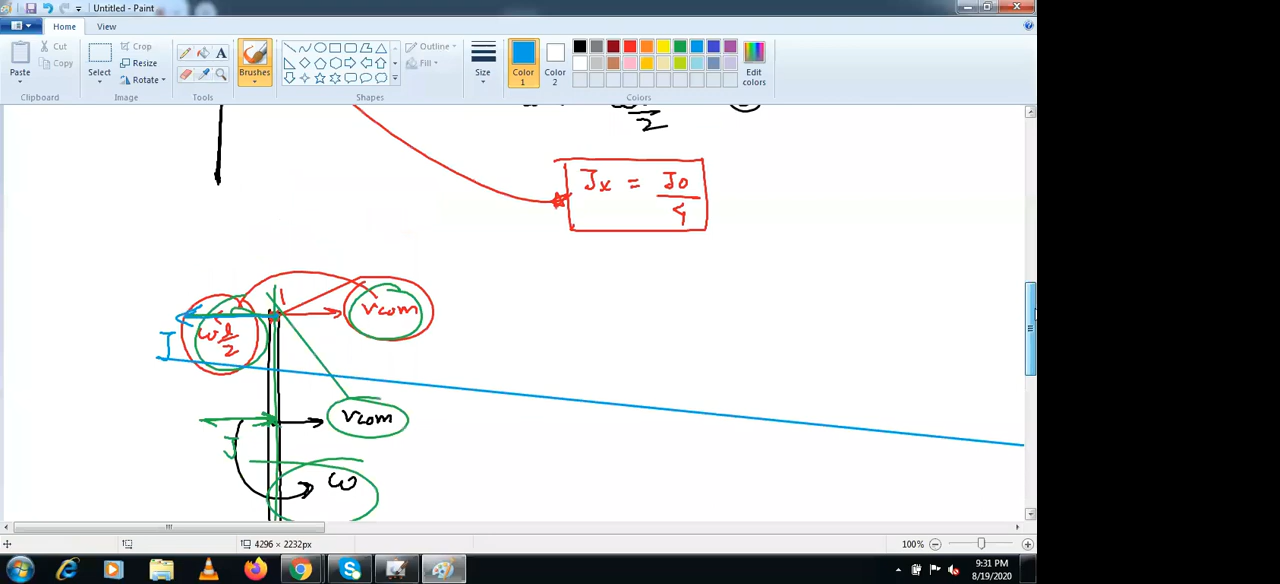 Untitled - Paint
Home View
Paste Cut Copy Clipboard
Select Crop Resize Rotate Image
A Tools
Brushes
Outline Fill Shapes
Size
Color 1 Color 2 Edit colors Colors
2
Jx = Jo / 4
1
ω l/2 vcom
J
vcom
J
ω
4296 × 2232px 100%
9:31 PM
8/19/2020